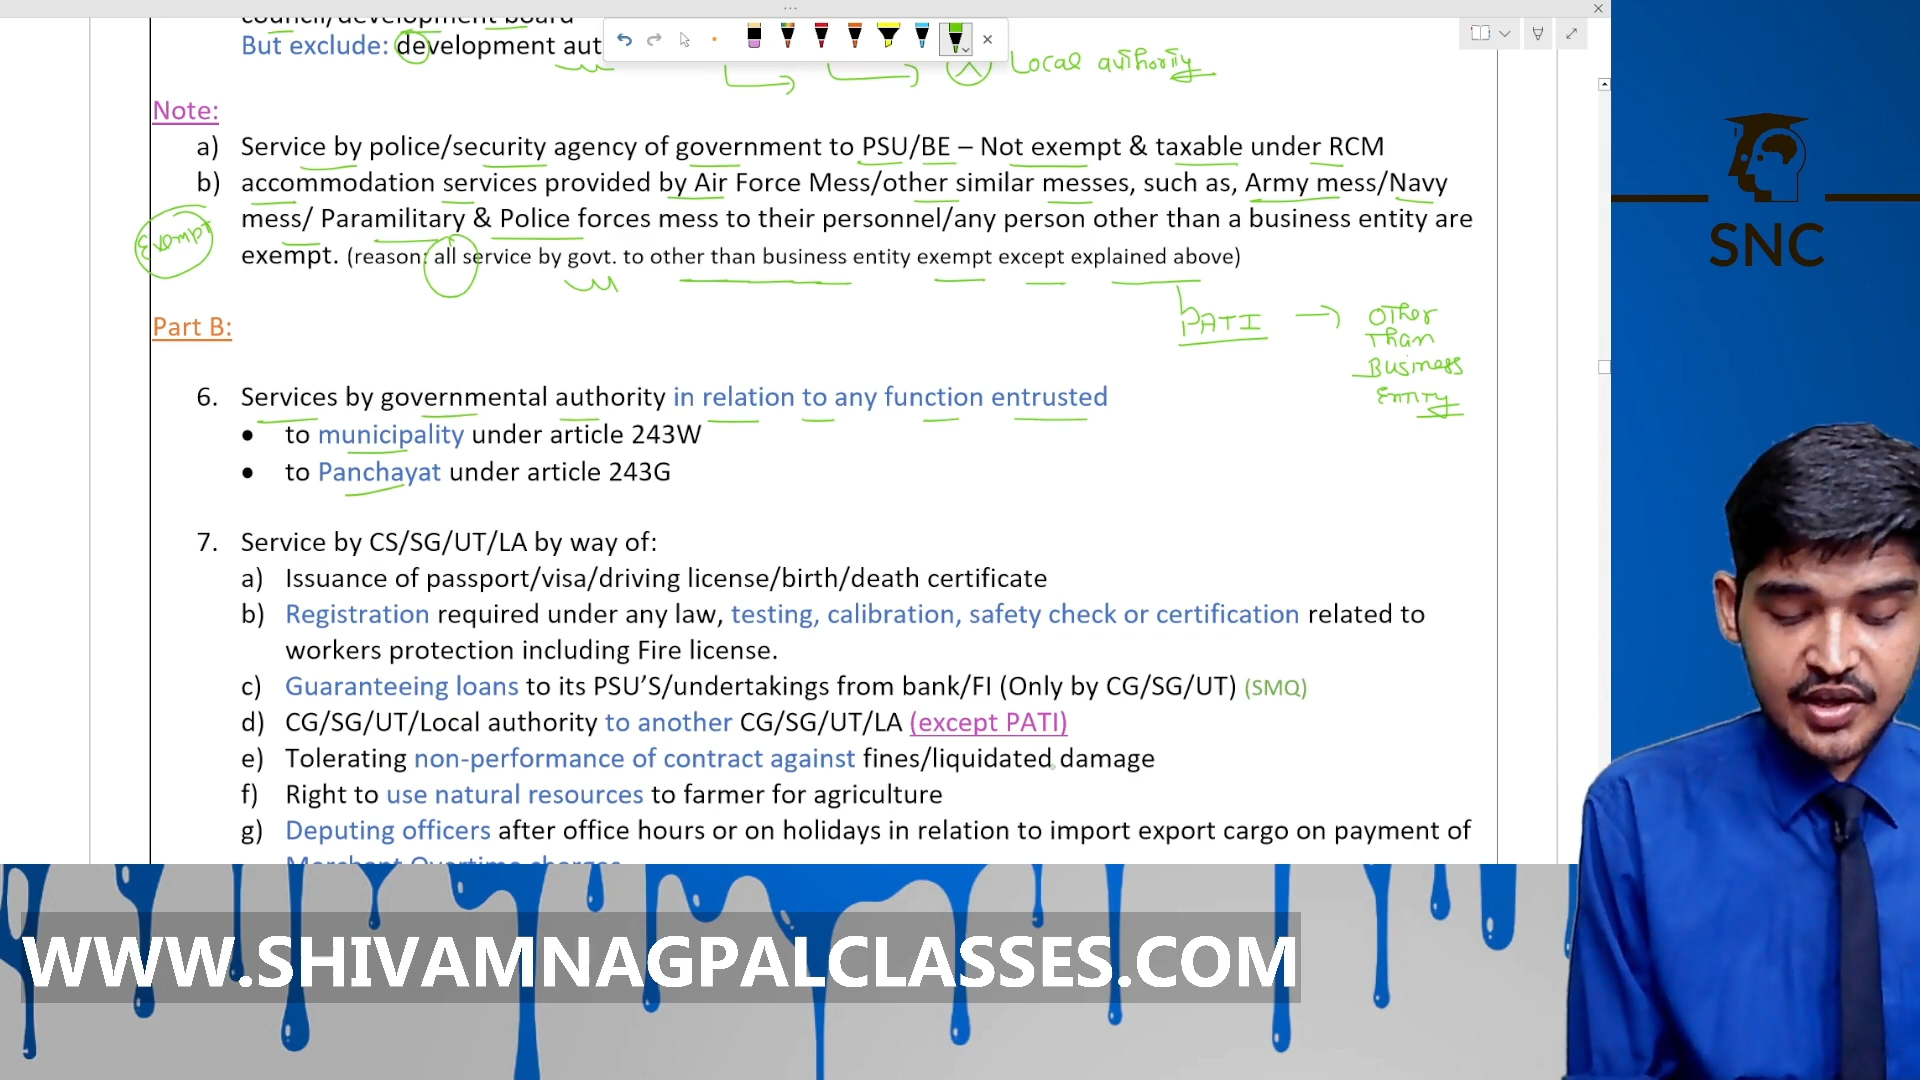 council/development board
But exclude: development aut
Local authority
Note:
a) Service by police/security agency of government to PSU/BE – Not exempt & taxable under RCM
b) accommodation services provided by Air Force Mess/other similar messes, such as, Army mess/Navy
mess/ Paramilitary & Police forces mess to their personnel/any person other than a business entity are
Exempt
exempt. (reason: all service by govt. to other than business entity exempt except explained above)
PATI → Other
Than
Business
Entity
Part B:
6. Services by governmental authority in relation to any function entrusted
• to municipality under article 243W
• to Panchayat under article 243G
7. Service by CS/SG/UT/LA by way of:
a) Issuance of passport/visa/driving license/birth/death certificate
b) Registration required under any law, testing, calibration, safety check or certification related to
workers protection including Fire license.
c) Guaranteeing loans to its PSU'S/undertakings from bank/FI (Only by CG/SG/UT) (SMQ)
d) CG/SG/UT/Local authority to another CG/SG/UT/LA (except PATI)
e) Tolerating non-performance of contract against fines/liquidated damage
f) Right to use natural resources to farmer for agriculture
g) Deputing officers after office hours or on holidays in relation to import export cargo on payment of
Merchant Overtime charges
SNC
WWW.SHIVAMNAGPALCLASSES.COM